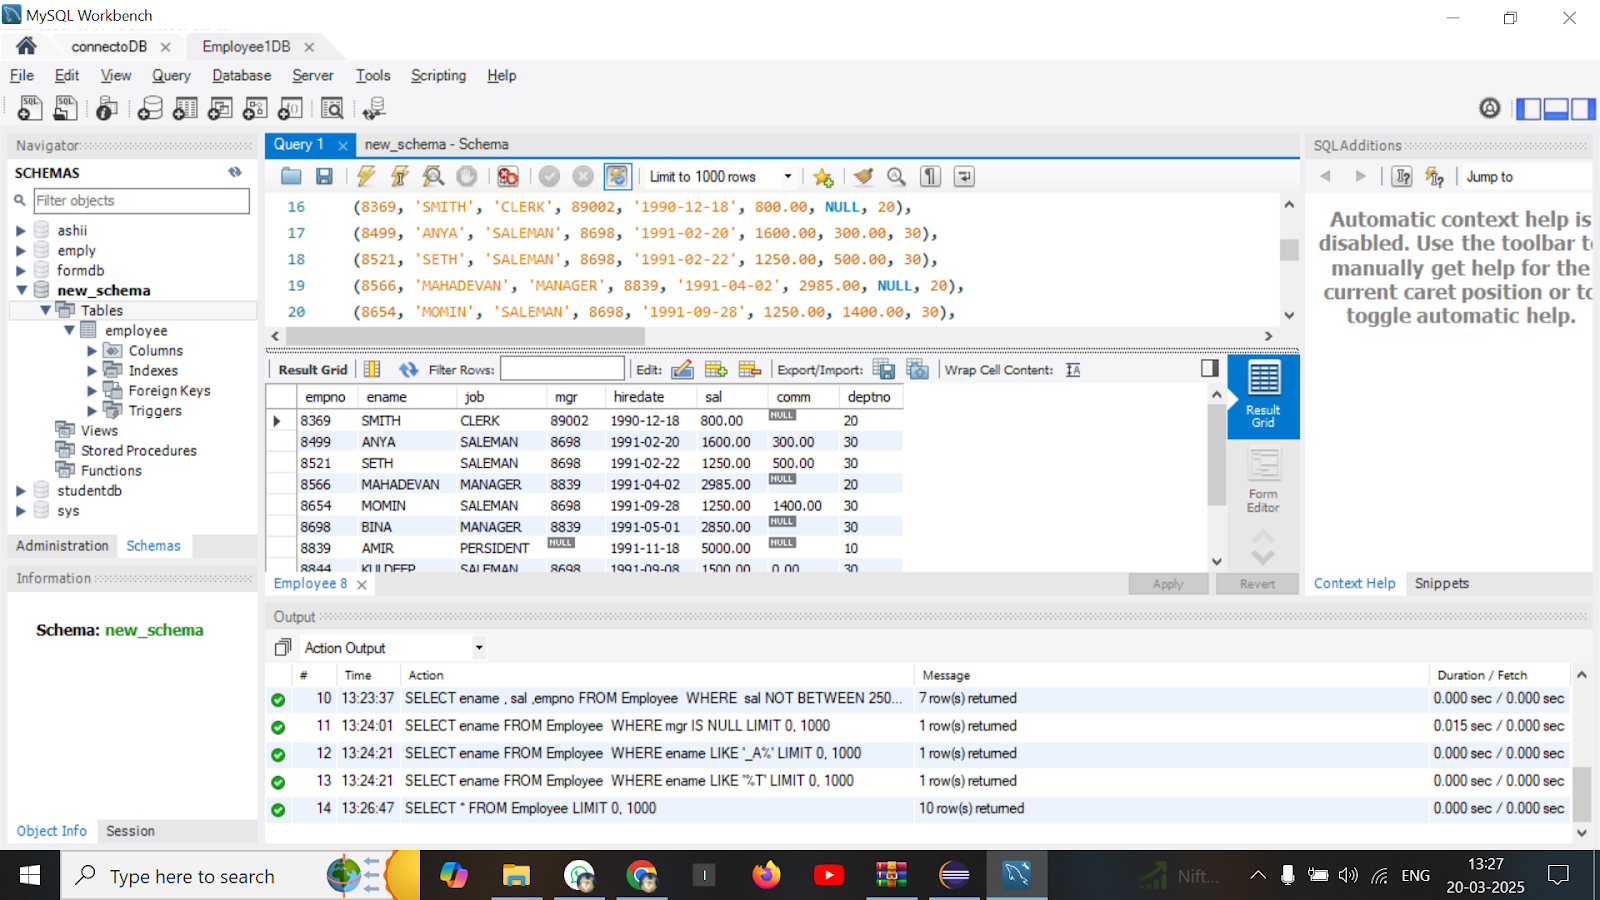 MySQL Workbench
connectoDB
Employee1DB
File Edit View Query Database Server Tools Scripting Help
Navigator
SCHEMAS
Filter objects
ashii
emply
formdb
new_schema
Tables
employee
Columns
Indexes
Foreign Keys
Triggers
Views
Stored Procedures
Functions
studentdb
sys
Administration Schemas
Information
Schema: new_schema
Object Info Session
Query 1 new_schema - Schema
Limit to 1000 rows
16 (8369, 'SMITH', 'CLERK', 89002, '1990-12-18', 800.00, NULL, 20),
17 (8499, 'ANYA', 'SALEMAN', 8698, '1991-02-20', 1600.00, 300.00, 30),
18 (8521, 'SETH', 'SALEMAN', 8698, '1991-02-22', 1250.00, 500.00, 30),
19 (8566, 'MAHADEVAN', 'MANAGER', 8839, '1991-04-02', 2985.00, NULL, 20),
20 (8654, 'MOMIN', 'SALEMAN', 8698, '1991-09-28', 1250.00, 1400.00, 30),
Result Grid Filter Rows: Edit: Export/Import: Wrap Cell Content:
empno ename job mgr hiredate sal comm deptno
8369 SMITH CLERK 89002 1990-12-18 800.00 NULL 20
8499 ANYA SALEMAN 8698 1991-02-20 1600.00 300.00 30
8521 SETH SALEMAN 8698 1991-02-22 1250.00 500.00 30
8566 MAHADEVAN MANAGER 8839 1991-04-02 2985.00 NULL 20
8654 MOMIN SALEMAN 8698 1991-09-28 1250.00 1400.00 30
8698 BINA MANAGER 8839 1991-05-01 2850.00 NULL 30
8839 AMIR PERSIDENT NULL 1991-11-18 5000.00 NULL 10
8844 KULDEEP SALEMAN 8698 1991-09-08 1500.00 0.00 30
Result
Grid
Form
Editor
Employee 8
Apply Revert
SQLAdditions
Jump to
Automatic context help is
disabled. Use the toolbar t
manually get help for the
current caret position or to
toggle automatic help.
Context Help Snippets
Output
Action Output
# Time Action Message Duration / Fetch
10 13:23:37 SELECT ename , sal ,empno FROM Employee WHERE sal NOT BETWEEN 250... 7 row(s) returned 0.000 sec / 0.000 sec
11 13:24:01 SELECT ename FROM Employee WHERE mgr IS NULL LIMIT 0, 1000 1 row(s) returned 0.015 sec / 0.000 sec
12 13:24:21 SELECT ename FROM Employee WHERE ename LIKE '_A%' LIMIT 0, 1000 1 row(s) returned 0.000 sec / 0.000 sec
13 13:24:21 SELECT ename FROM Employee WHERE ename LIKE '%T' LIMIT 0, 1000 1 row(s) returned 0.000 sec / 0.000 sec
14 13:26:47 SELECT * FROM Employee LIMIT 0, 1000 10 row(s) returned 0.000 sec / 0.000 sec
Type here to search
Nift...
ENG
13:27
20-03-2025